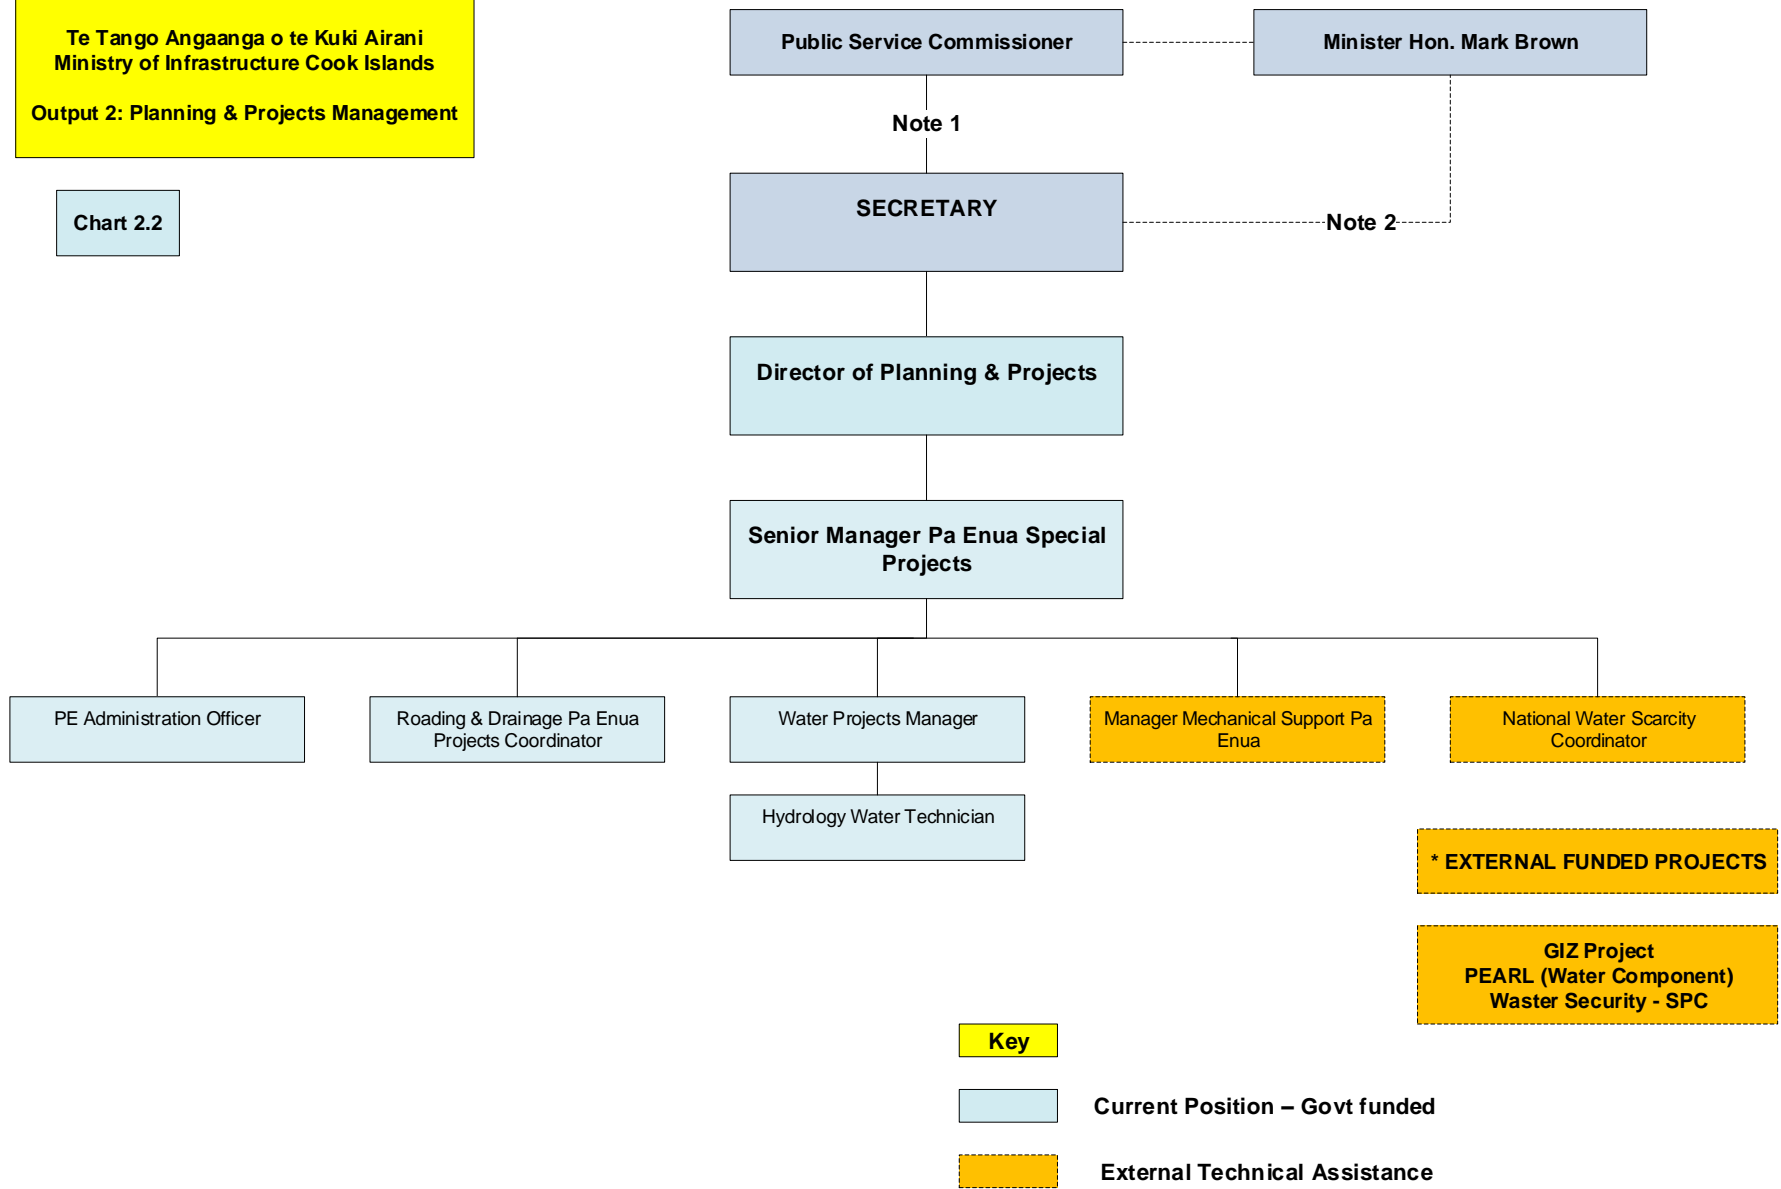 Te Tango Angaanga o te Kuki Airani
Ministry of Infrastructure Cook Islands
Output 2: Planning & Projects Management
Chart 2.2
Public Service Commissioner
Minister Hon. Mark Brown
Note 1
SECRETARY
Note 2
Director of Planning & Projects
Senior Manager Pa Enua Special
Projects
PE Administration Officer
Roading & Drainage Pa Enua
Projects Coordinator
Water Projects Manager
Manager Mechanical Support Pa
Enua
National Water Scarcity
Coordinator
Hydrology Water Technician
* EXTERNAL FUNDED PROJECTS
GIZ Project
PEARL (Water Component)
Waster Security - SPC
Key
Current Position – Govt funded
External Technical Assistance